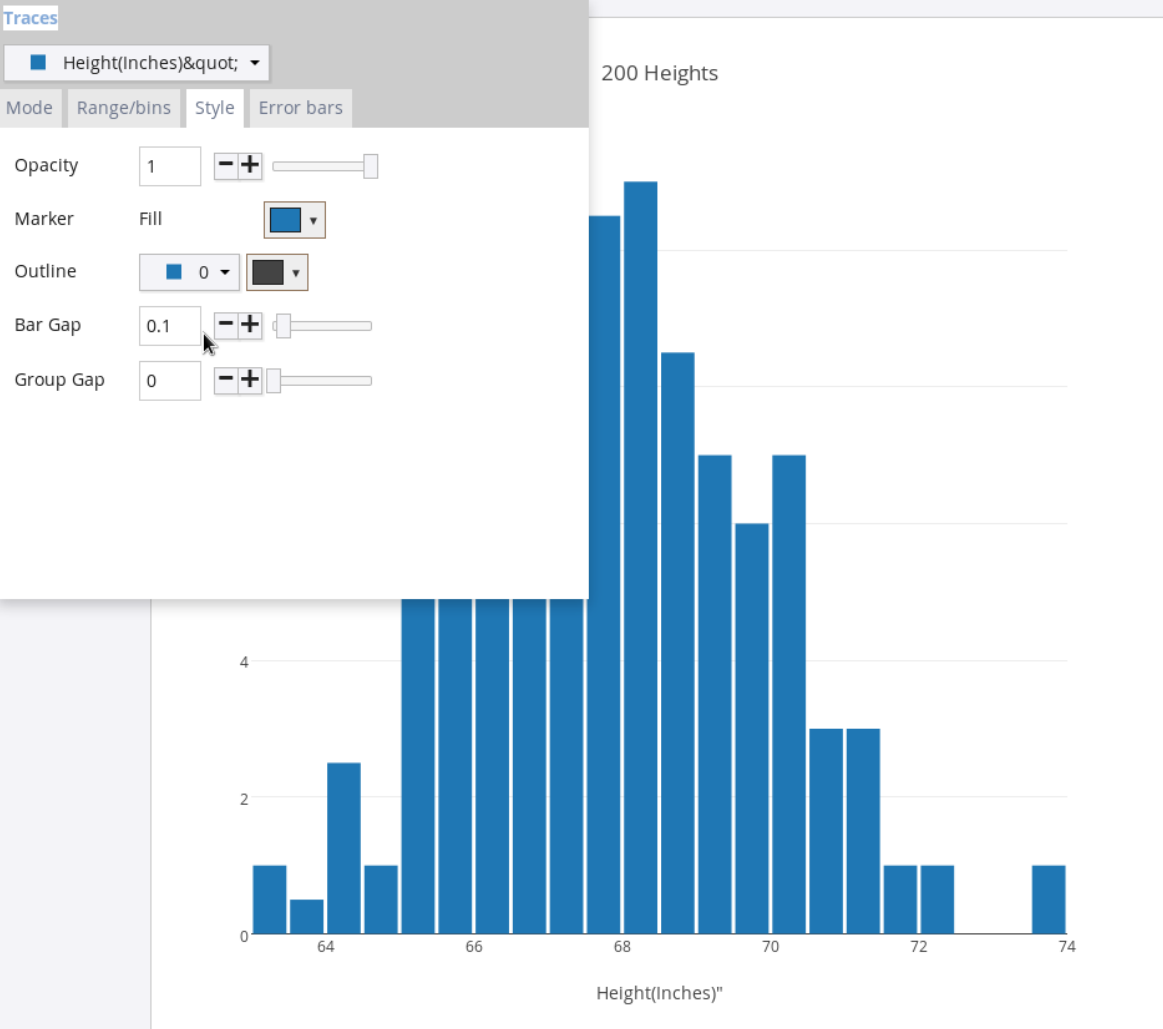 Traces
Height(Inches)&quot;
Mode Range/bins Style Error bars
Opacity 1
Marker Fill
Outline 0
Bar Gap 0.1
Group Gap 0
200 Heights
4
2
0
64 66 68 70 72 74
Height(Inches)"